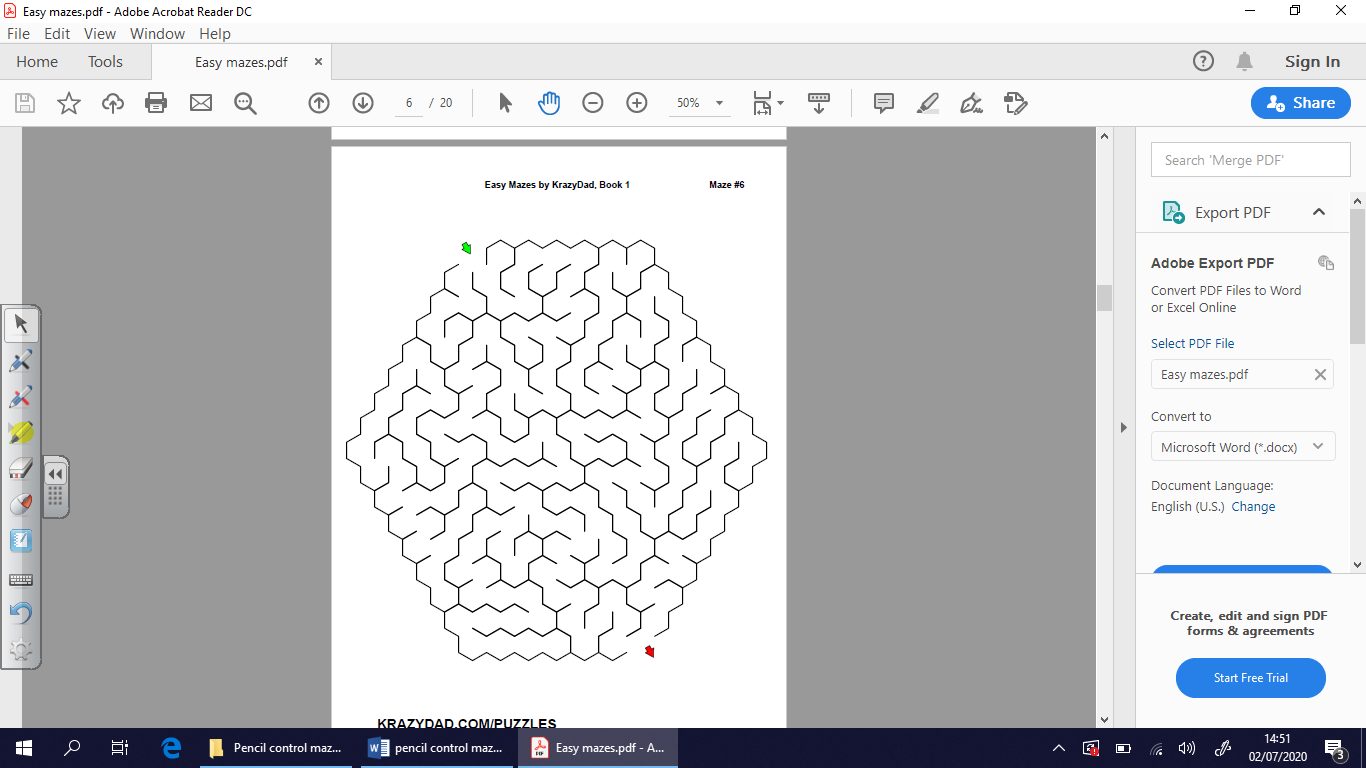 Easy mazes.pdf - Adobe Acrobat Reader DC
File Edit View Window Help
Home Tools Easy mazes.pdf ×
? Sign In
6 / 20 50% Share
Search 'Merge PDF'
Easy Mazes by KrazyDad, Book 1 Maze #6
Export PDF
Adobe Export PDF
Convert PDF Files to Word
or Excel Online
Select PDF File
Easy mazes.pdf
Convert to
Microsoft Word (*.docx)
Document Language:
English (U.S.) Change
Create, edit and sign PDF
forms & agreements
Start Free Trial
KRAZYDAD.COM/PUZZLES
Pencil control maz... pencil control maz... Easy mazes.pdf - A...
14:51
02/07/2020
3